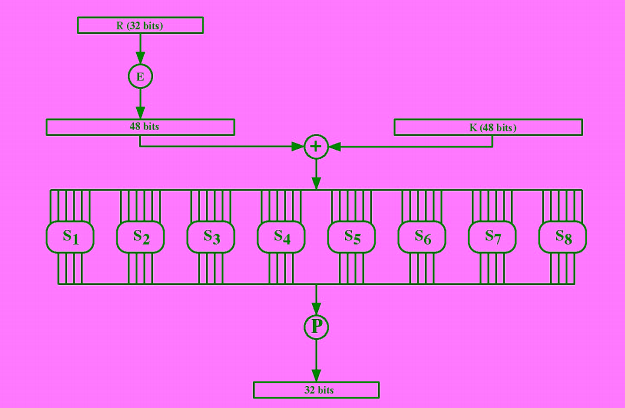 R (32 bits)
E
48 bits
K (48 bits)
+
S1 S2 S3 S4 S5 S6 S7 S8
P
32 bits